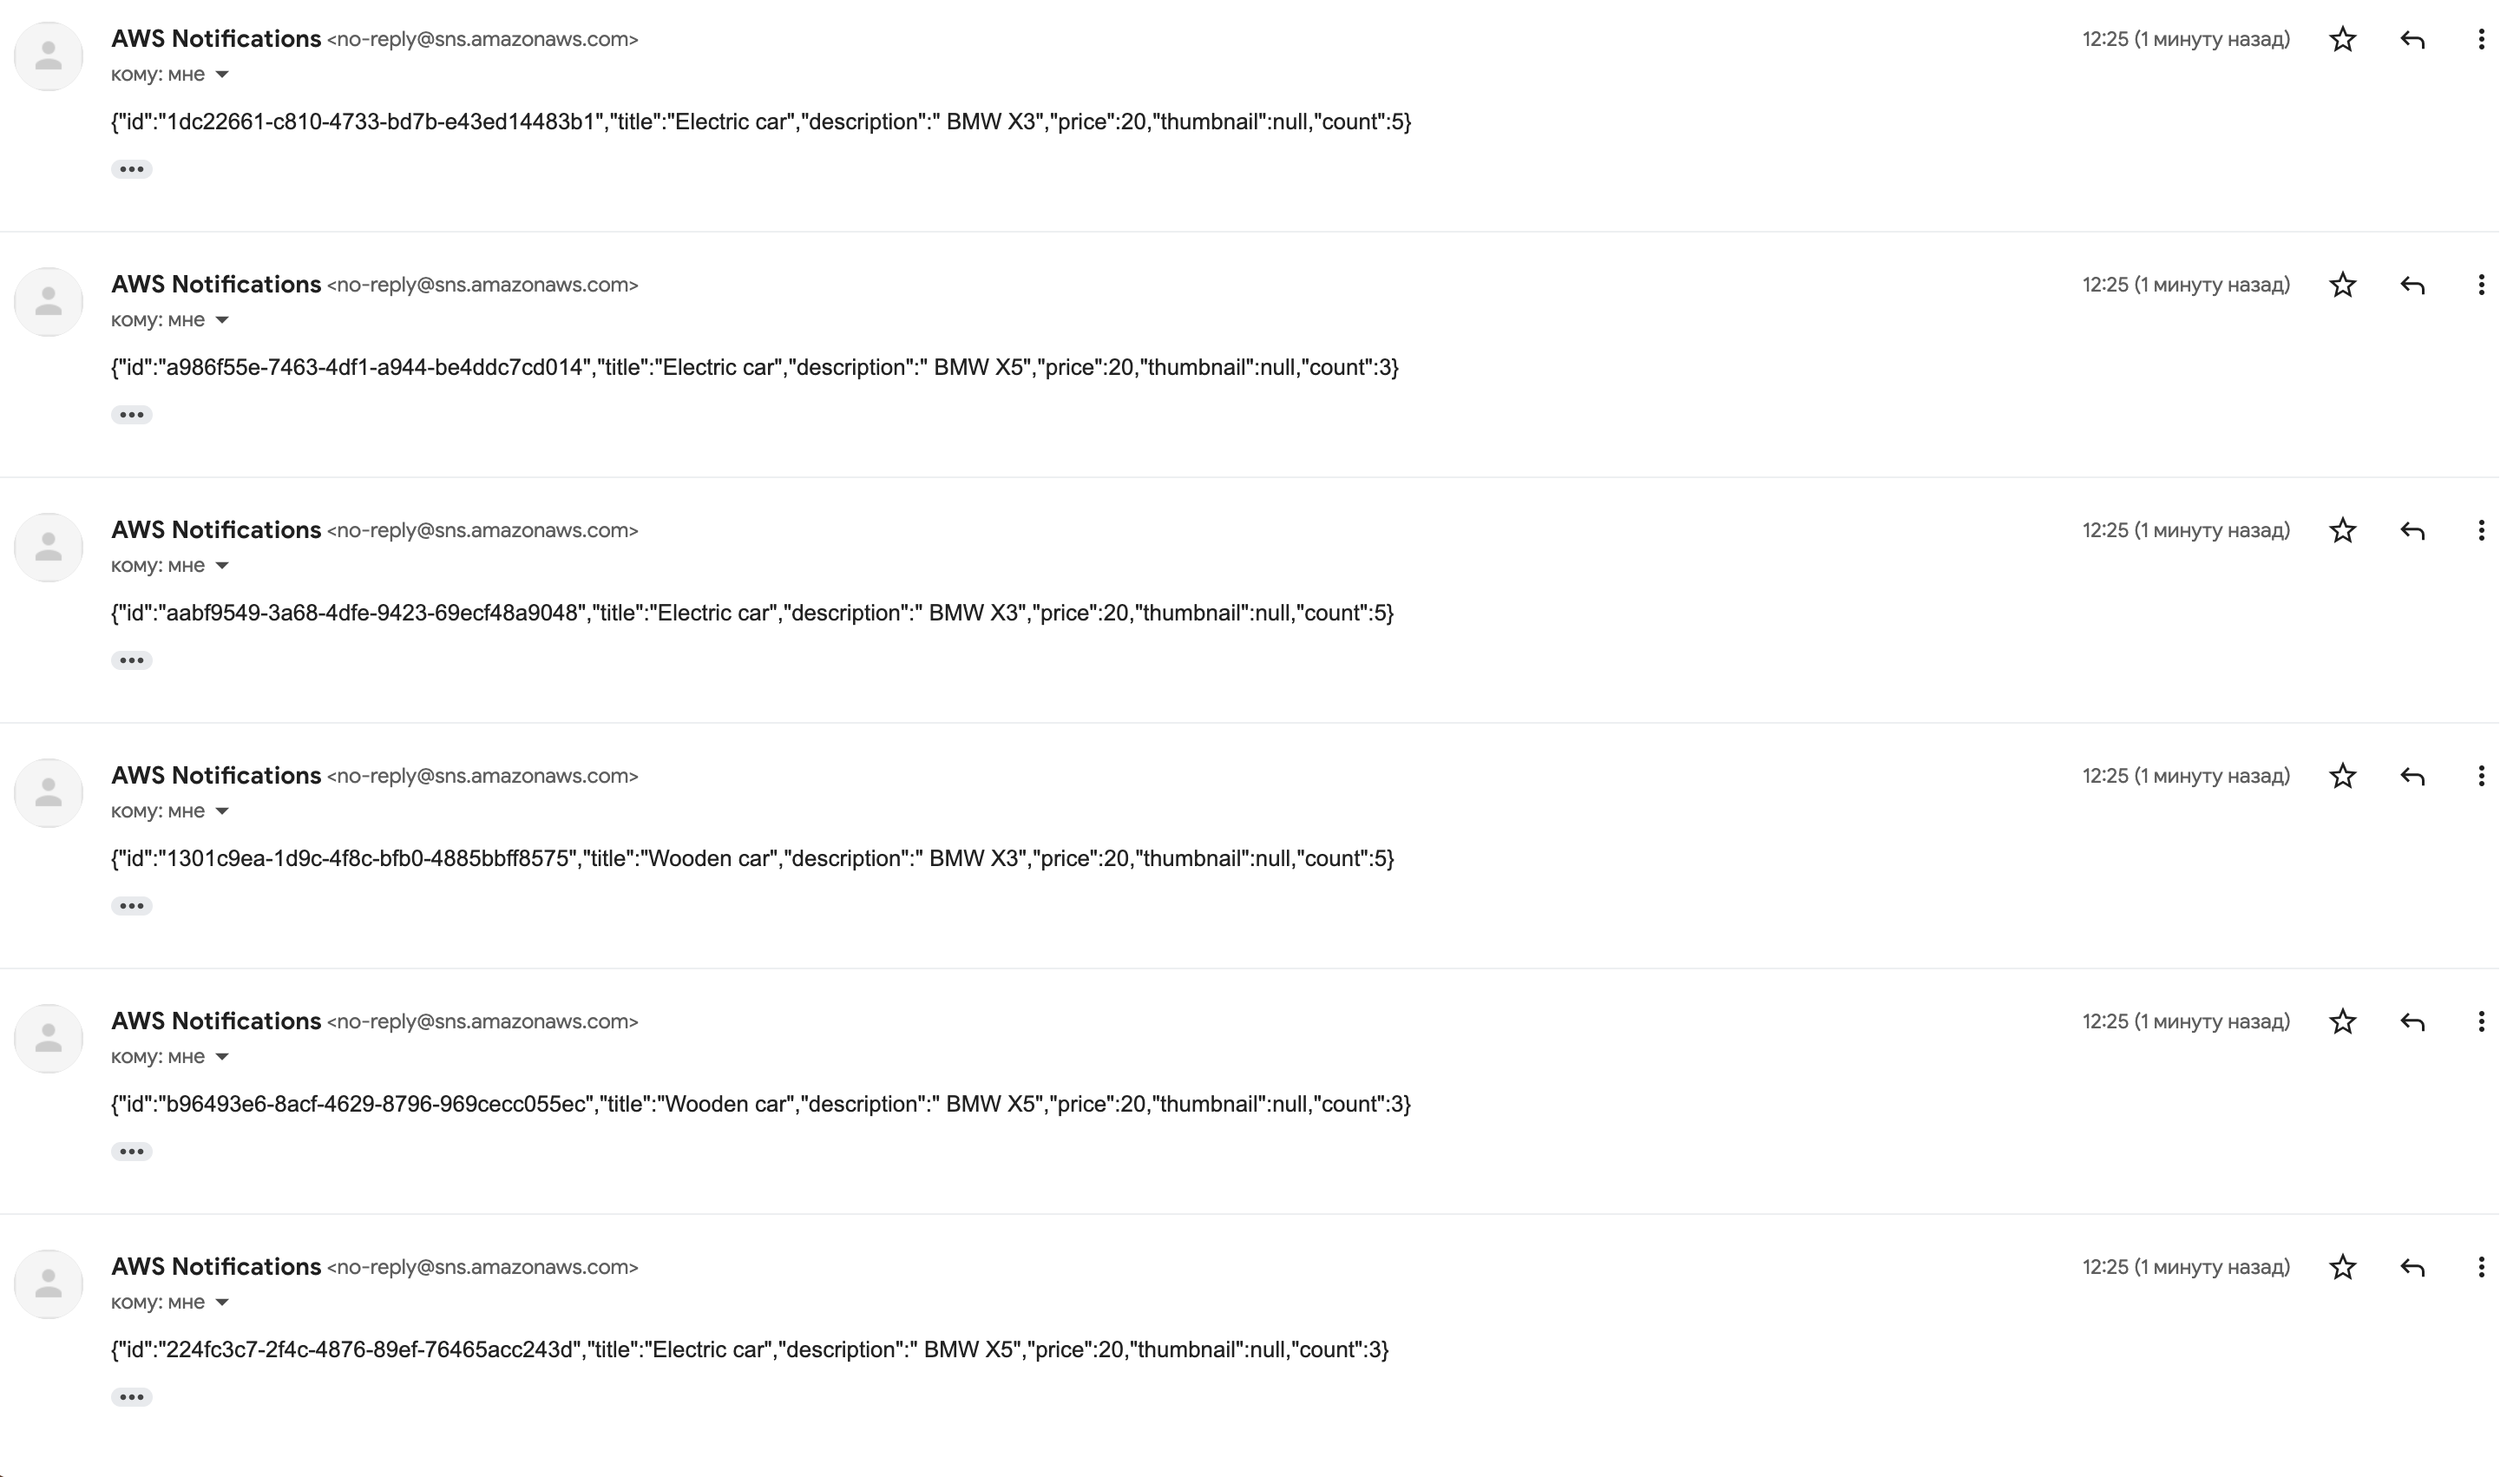 AWS Notifications <no-reply@sns.amazonaws.com> 12:25 (1 минуту назад)
кому: мне
{"id":"1dc22661-c810-4733-bd7b-e43ed14483b1","title":"Electric car","description":" BMW X3","price":20,"thumbnail":null,"count":5}
AWS Notifications <no-reply@sns.amazonaws.com> 12:25 (1 минуту назад)
кому: мне
{"id":"a986f55e-7463-4df1-a944-be4ddc7cd014","title":"Electric car","description":" BMW X5","price":20,"thumbnail":null,"count":3}
AWS Notifications <no-reply@sns.amazonaws.com> 12:25 (1 минуту назад)
кому: мне
{"id":"aabf9549-3a68-4dfe-9423-69ecf48a9048","title":"Electric car","description":" BMW X3","price":20,"thumbnail":null,"count":5}
AWS Notifications <no-reply@sns.amazonaws.com> 12:25 (1 минуту назад)
кому: мне
{"id":"1301c9ea-1d9c-4f8c-bfb0-4885bbff8575","title":"Wooden car","description":" BMW X3","price":20,"thumbnail":null,"count":5}
AWS Notifications <no-reply@sns.amazonaws.com> 12:25 (1 минуту назад)
кому: мне
{"id":"b96493e6-8acf-4629-8796-969cecc055ec","title":"Wooden car","description":" BMW X5","price":20,"thumbnail":null,"count":3}
AWS Notifications <no-reply@sns.amazonaws.com> 12:25 (1 минуту назад)
кому: мне
{"id":"224fc3c7-2f4c-4876-89ef-76465acc243d","title":"Electric car","description":" BMW X5","price":20,"thumbnail":null,"count":3}